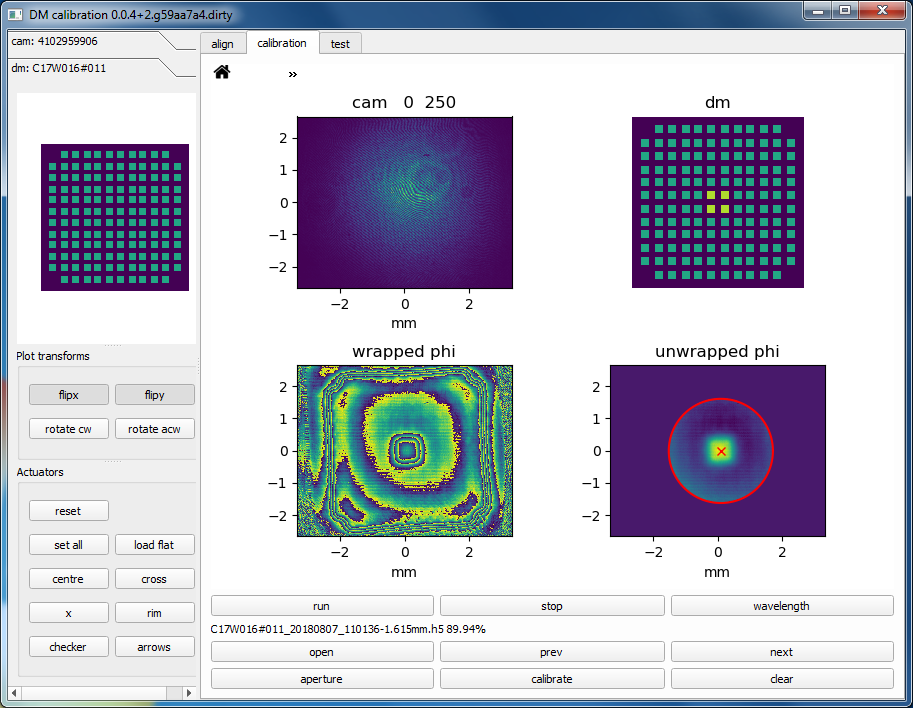 DM calibration 0.0.4+2.g59aa7a4.dirty
cam: 4102959906
dm: C17W016#011
align calibration test
»
cam 0 250
dm
2
1
0
−1
−2
−2 0 2
mm
wrapped phi
unwrapped phi
2
1
0
−1
−2
−2 0 2
mm
2
1
0
−1
−2
−2 0 2
mm
Plot transforms
flipx flipy
rotate cw rotate acw
Actuators
reset
set all load flat
centre cross
x rim
checker arrows
run stop wavelength
C17W016#011_20180807_110136-1.615mm.h5 89.94%
open prev next
aperture calibrate clear